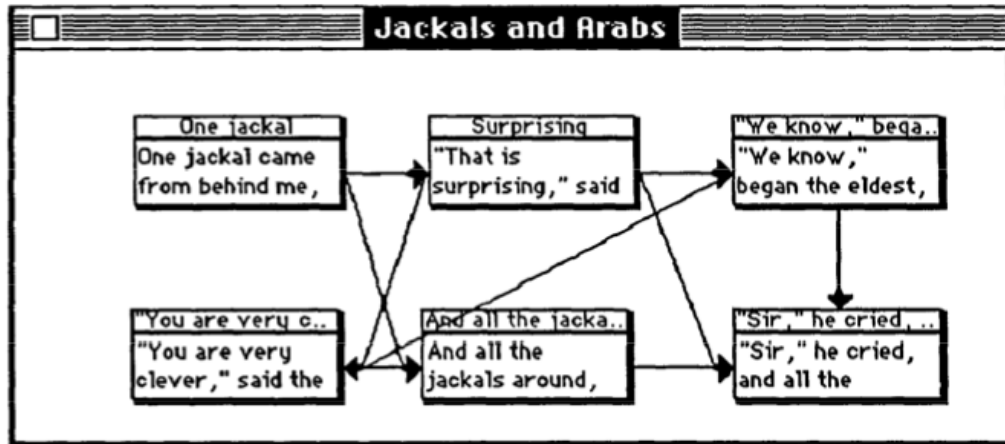 Jackals and Arabs
One jackal
One jackal came
from behind me,
Surprising
"That is
surprising," said
"We know," bega..
"We know,"
began the eldest,
"You are very c..
"You are very
clever," said the
And all the jacka..
And all the
jackals around,
"Sir," he cried, ..
"Sir," he cried,
and all the